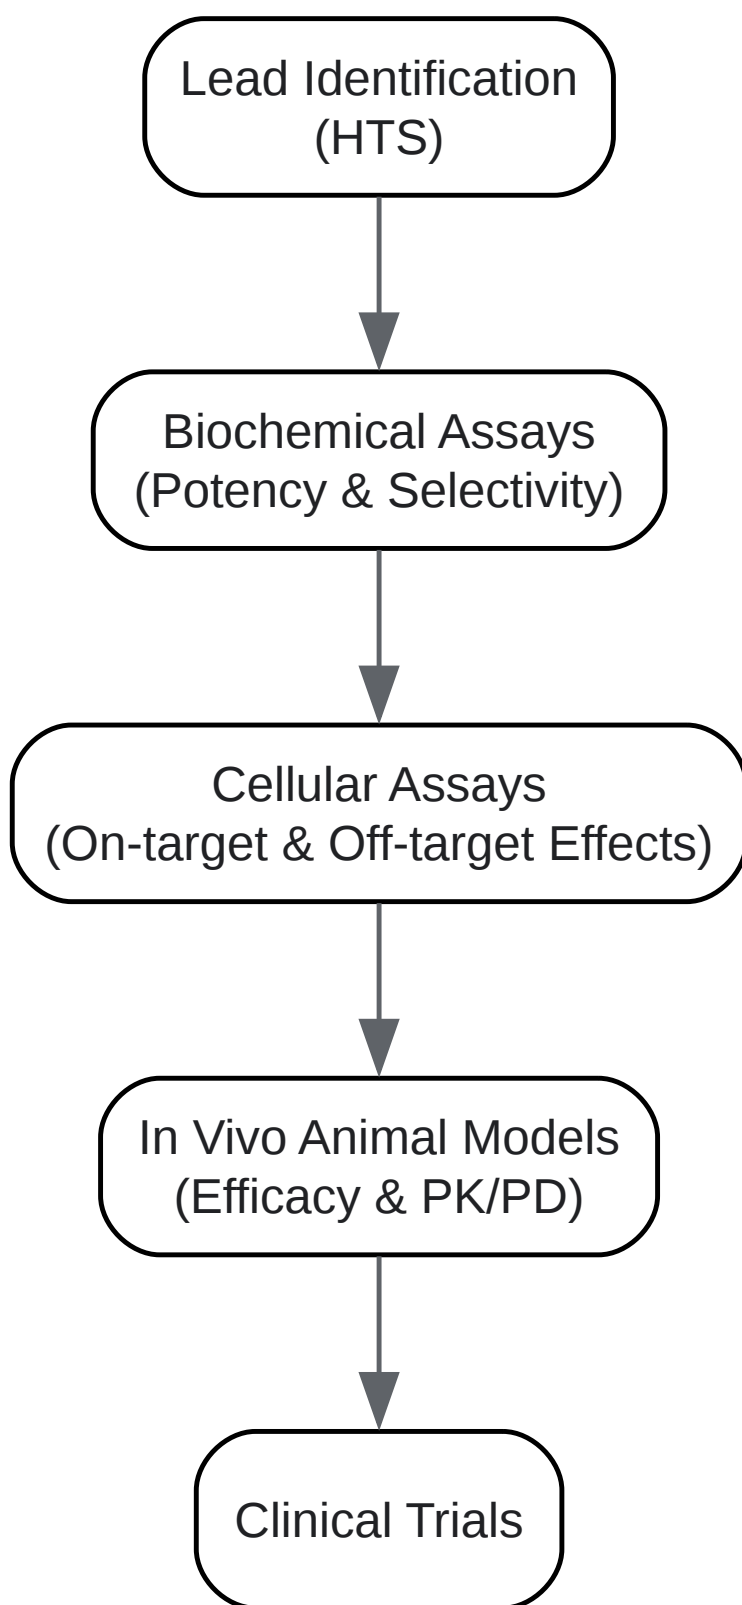 Lead Identification
(HTS)
Biochemical Assays
(Potency & Selectivity)
Cellular Assays
(On-target & Off-target Effects)
In Vivo Animal Models
(Efficacy & PK/PD)
Clinical Trials